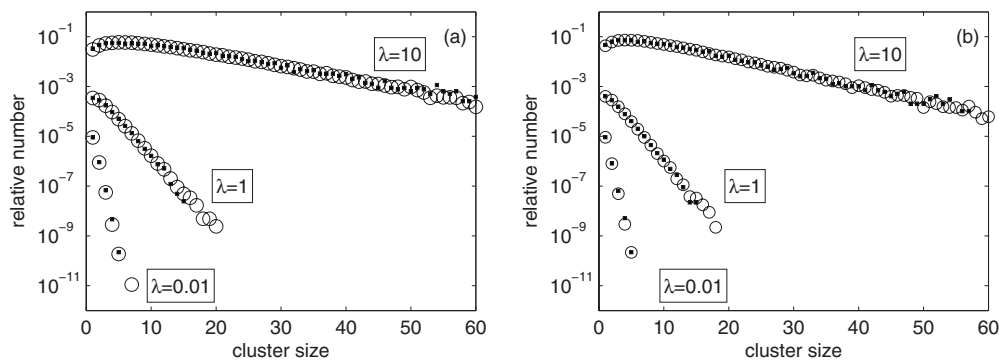 (a)
10⁻¹
10⁻³
10⁻⁵
10⁻⁷
10⁻⁹
10⁻¹¹
relative number
λ=10
λ=1
λ=0.01
0 10 20 30 40 50 60
cluster size
(b)
10⁻¹
10⁻³
10⁻⁵
10⁻⁷
10⁻⁹
10⁻¹¹
relative number
λ=10
λ=1
λ=0.01
0 10 20 30 40 50 60
cluster size